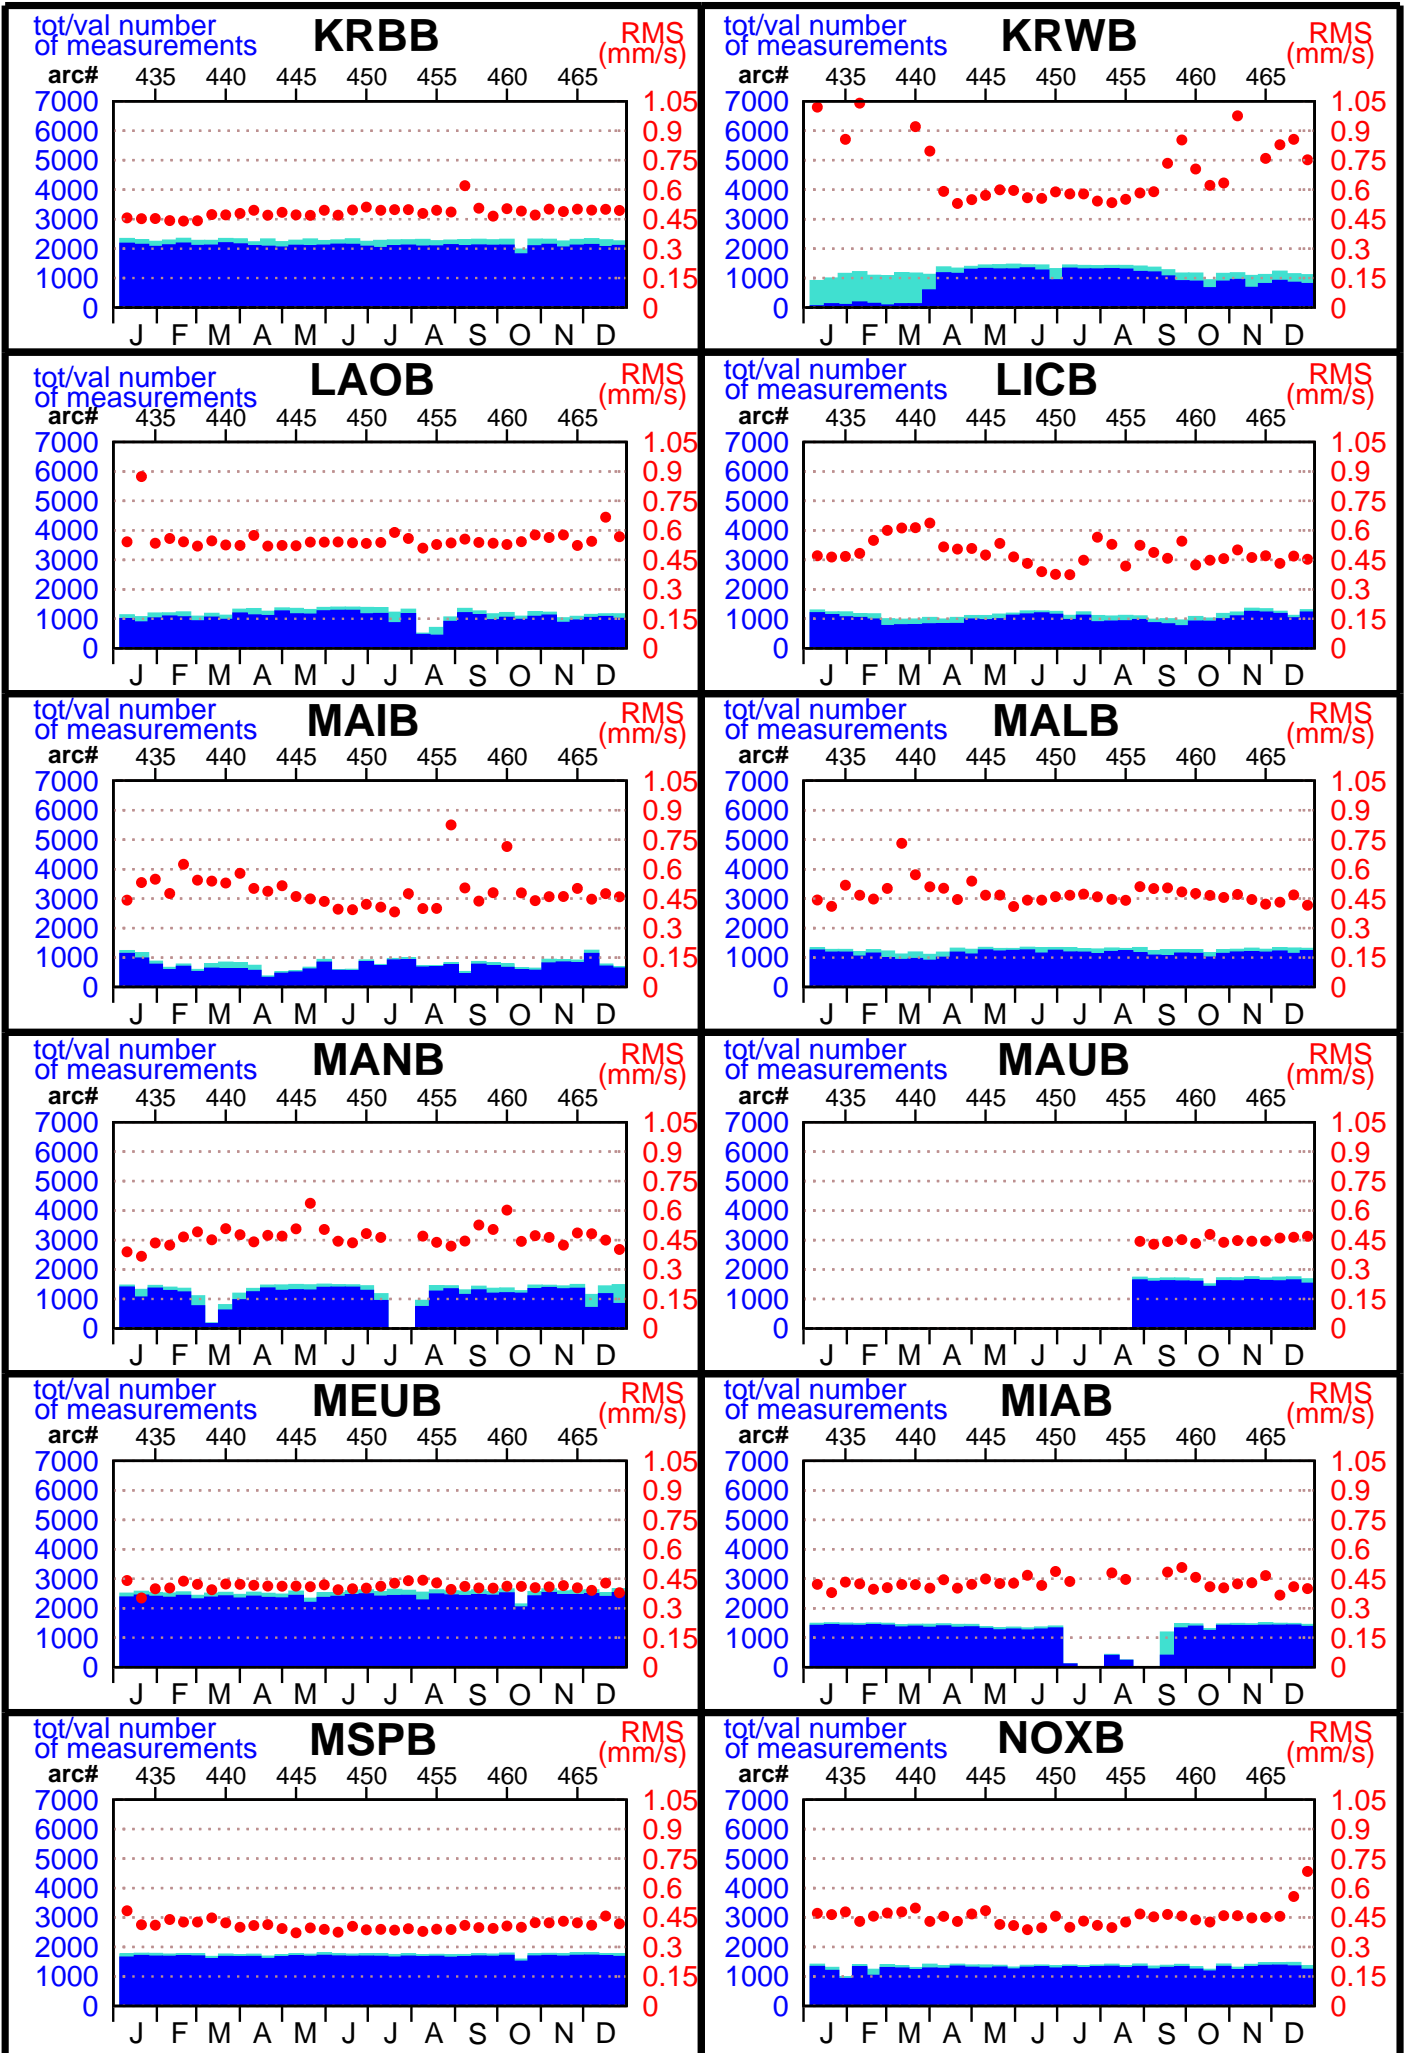 tot/val number KRBB RMS
of measurements (mm/s)
arc# 435 440 445 450 455 460 465
7000 1.05
6000 0.9
5000 0.75
4000 0.6
3000 0.45
2000 0.3
1000 0.15
0 0
J F M A M J J A S O N D
tot/val number KRWB RMS
of measurements (mm/s)
arc# 435 440 445 450 455 460 465
7000 1.05
6000 0.9
5000 0.75
4000 0.6
3000 0.45
2000 0.3
1000 0.15
0 0
J F M A M J J A S O N D
tot/val number LAOB RMS
of measurements (mm/s)
arc# 435 440 445 450 455 460 465
7000 1.05
6000 0.9
5000 0.75
4000 0.6
3000 0.45
2000 0.3
1000 0.15
0 0
J F M A M J J A S O N D
tot/val number LICB RMS
of measurements (mm/s)
arc# 435 440 445 450 455 460 465
7000 1.05
6000 0.9
5000 0.75
4000 0.6
3000 0.45
2000 0.3
1000 0.15
0 0
J F M A M J J A S O N D
tot/val number MAIB RMS
of measurements (mm/s)
arc# 435 440 445 450 455 460 465
7000 1.05
6000 0.9
5000 0.75
4000 0.6
3000 0.45
2000 0.3
1000 0.15
0 0
J F M A M J J A S O N D
tot/val number MALB RMS
of measurements (mm/s)
arc# 435 440 445 450 455 460 465
7000 1.05
6000 0.9
5000 0.75
4000 0.6
3000 0.45
2000 0.3
1000 0.15
0 0
J F M A M J J A S O N D
tot/val number MANB RMS
of measurements (mm/s)
arc# 435 440 445 450 455 460 465
7000 1.05
6000 0.9
5000 0.75
4000 0.6
3000 0.45
2000 0.3
1000 0.15
0 0
J F M A M J J A S O N D
tot/val number MAUB RMS
of measurements (mm/s)
arc# 435 440 445 450 455 460 465
7000 1.05
6000 0.9
5000 0.75
4000 0.6
3000 0.45
2000 0.3
1000 0.15
0 0
J F M A M J J A S O N D
tot/val number MEUB RMS
of measurements (mm/s)
arc# 435 440 445 450 455 460 465
7000 1.05
6000 0.9
5000 0.75
4000 0.6
3000 0.45
2000 0.3
1000 0.15
0 0
J F M A M J J A S O N D
tot/val number MIAB RMS
of measurements (mm/s)
arc# 435 440 445 450 455 460 465
7000 1.05
6000 0.9
5000 0.75
4000 0.6
3000 0.45
2000 0.3
1000 0.15
0 0
J F M A M J J A S O N D
tot/val number MSPB RMS
of measurements (mm/s)
arc# 435 440 445 450 455 460 465
7000 1.05
6000 0.9
5000 0.75
4000 0.6
3000 0.45
2000 0.3
1000 0.15
0 0
J F M A M J J A S O N D
tot/val number NOXB RMS
of measurements (mm/s)
arc# 435 440 445 450 455 460 465
7000 1.05
6000 0.9
5000 0.75
4000 0.6
3000 0.45
2000 0.3
1000 0.15
0 0
J F M A M J J A S O N D